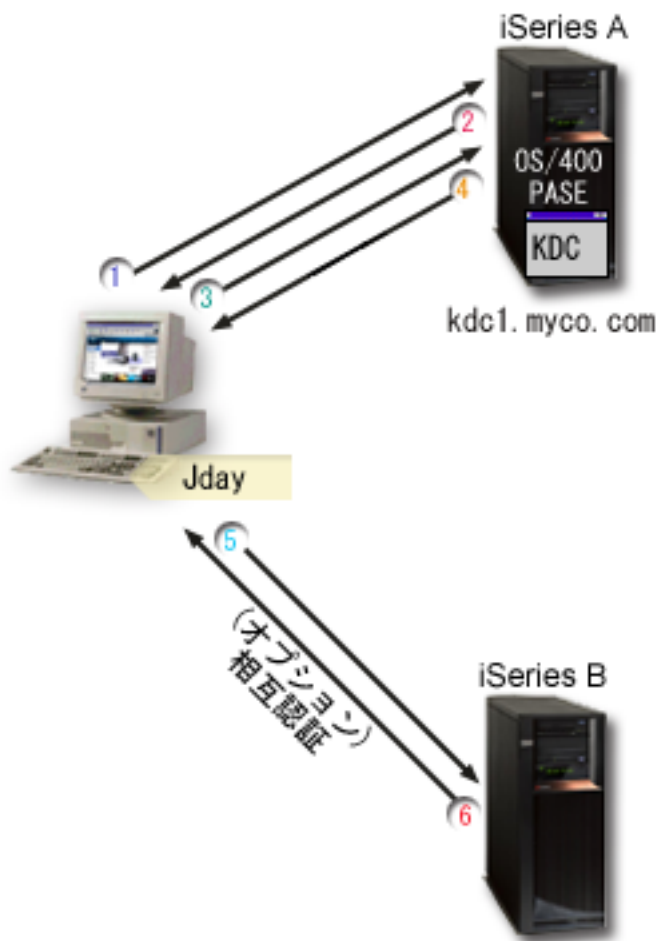 iSeries A
2
OS/400
PASE
4
KDC
1
3
kdc1.myco.com
Jday
5
(オプション)
相互認証
iSeries B
6